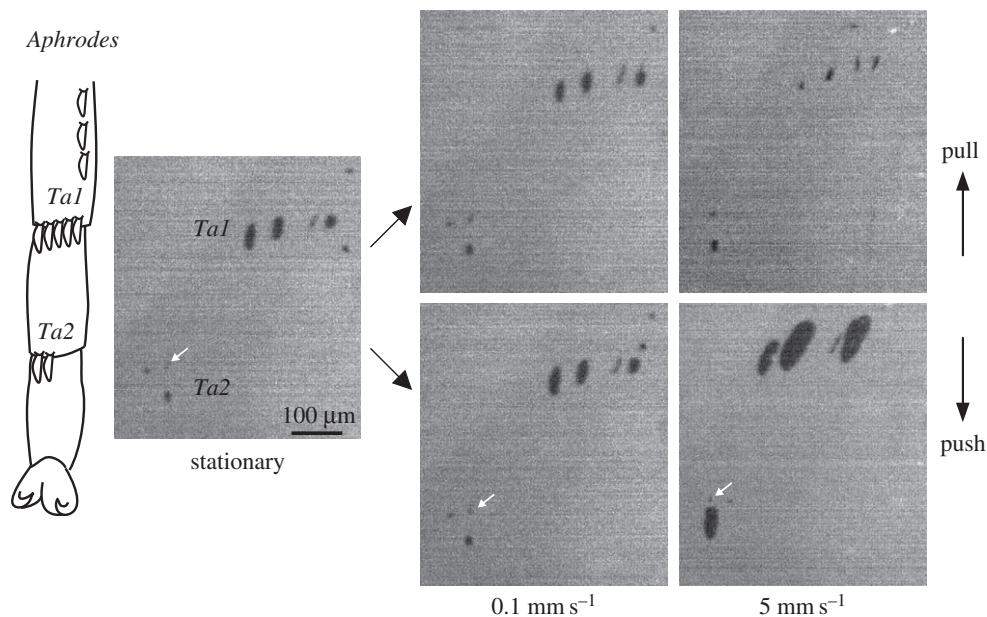 Aphrodes
Ta1
Ta2
Ta1
Ta2
100 µm
stationary
pull
push
0.1 mm s⁻¹
5 mm s⁻¹